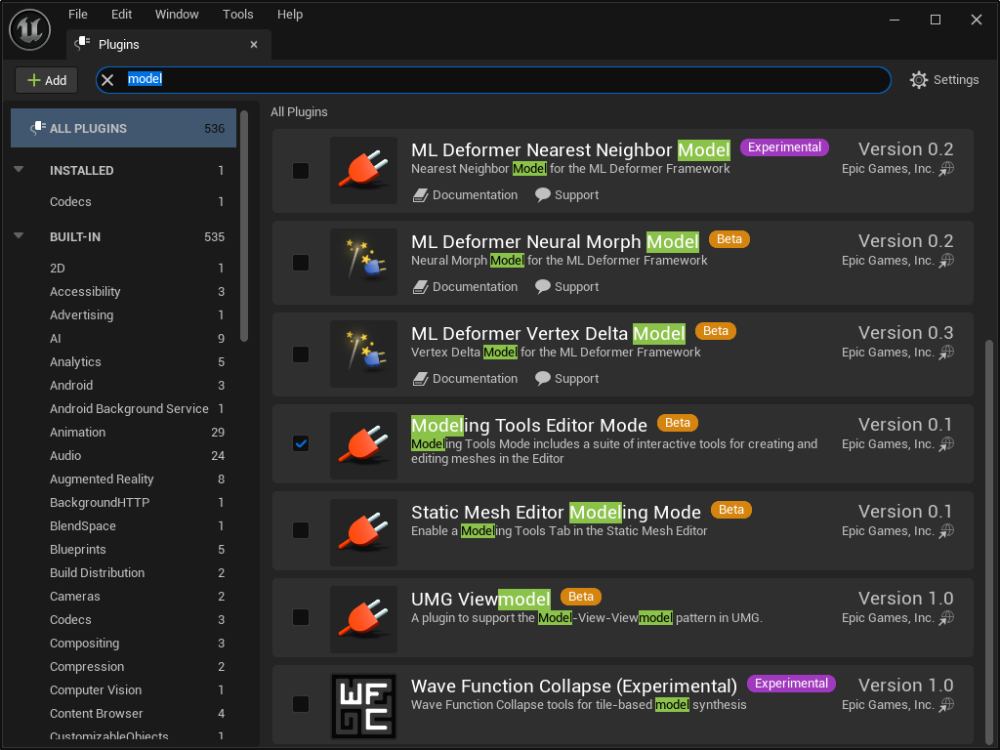 File Edit Window Tools Help
Plugins
Add
model
Settings
ALL PLUGINS 536
INSTALLED 1
Codecs 1
BUILT-IN 535
2D 1
Accessibility 3
Advertising 1
AI 9
Analytics 5
Android 3
Android Background Service 1
Animation 29
Audio 24
Augmented Reality 8
BackgroundHTTP 1
BlendSpace 1
Blueprints 5
Build Distribution 2
Cameras 2
Codecs 3
Compositing 3
Compression 2
Computer Vision 1
Content Browser 4
CustomizableObjects 1
All Plugins
ML Deformer Nearest Neighbor Model Experimental Version 0.2
Nearest Neighbor Model for the ML Deformer Framework Epic Games, Inc.
Documentation Support
ML Deformer Neural Morph Model Beta Version 0.2
Neural Morph Model for the ML Deformer Framework Epic Games, Inc.
Documentation Support
ML Deformer Vertex Delta Model Beta Version 0.3
Vertex Delta Model for the ML Deformer Framework Epic Games, Inc.
Documentation Support
Modeling Tools Editor Mode Beta Version 0.1
Modeling Tools Mode includes a suite of interactive tools for creating and Epic Games, Inc.
editing meshes in the Editor
Static Mesh Editor Modeling Mode Beta Version 0.1
Enable a Modeling Tools Tab in the Static Mesh Editor Epic Games, Inc.
UMG Viewmodel Beta Version 1.0
A plugin to support the Model-View-Viewmodel pattern in UMG. Epic Games, Inc.
WFC
Wave Function Collapse (Experimental) Experimental Version 1.0
Wave Function Collapse tools for tile-based model synthesis Epic Games, Inc.